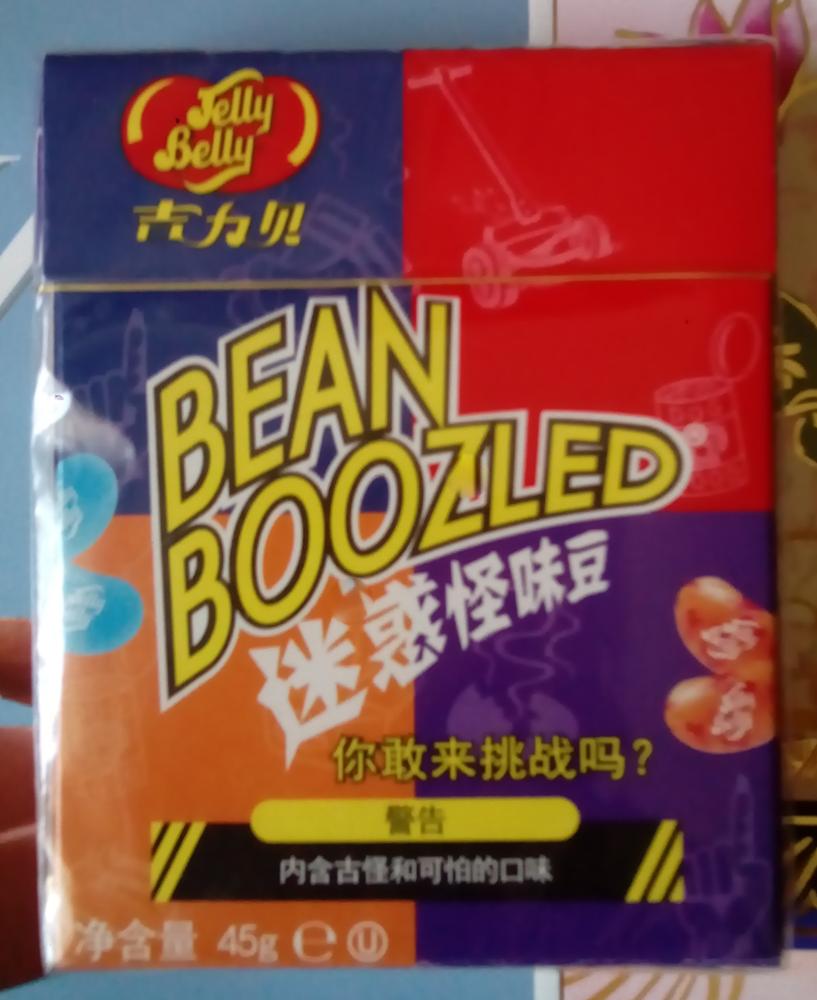 Jelly
Belly
吉力贝
BEAN
BOOZLED
迷惑怪味豆
你敢来挑战吗？
警告
内含古怪和可怕的口味
净含量 45g ℮ Ⓤ